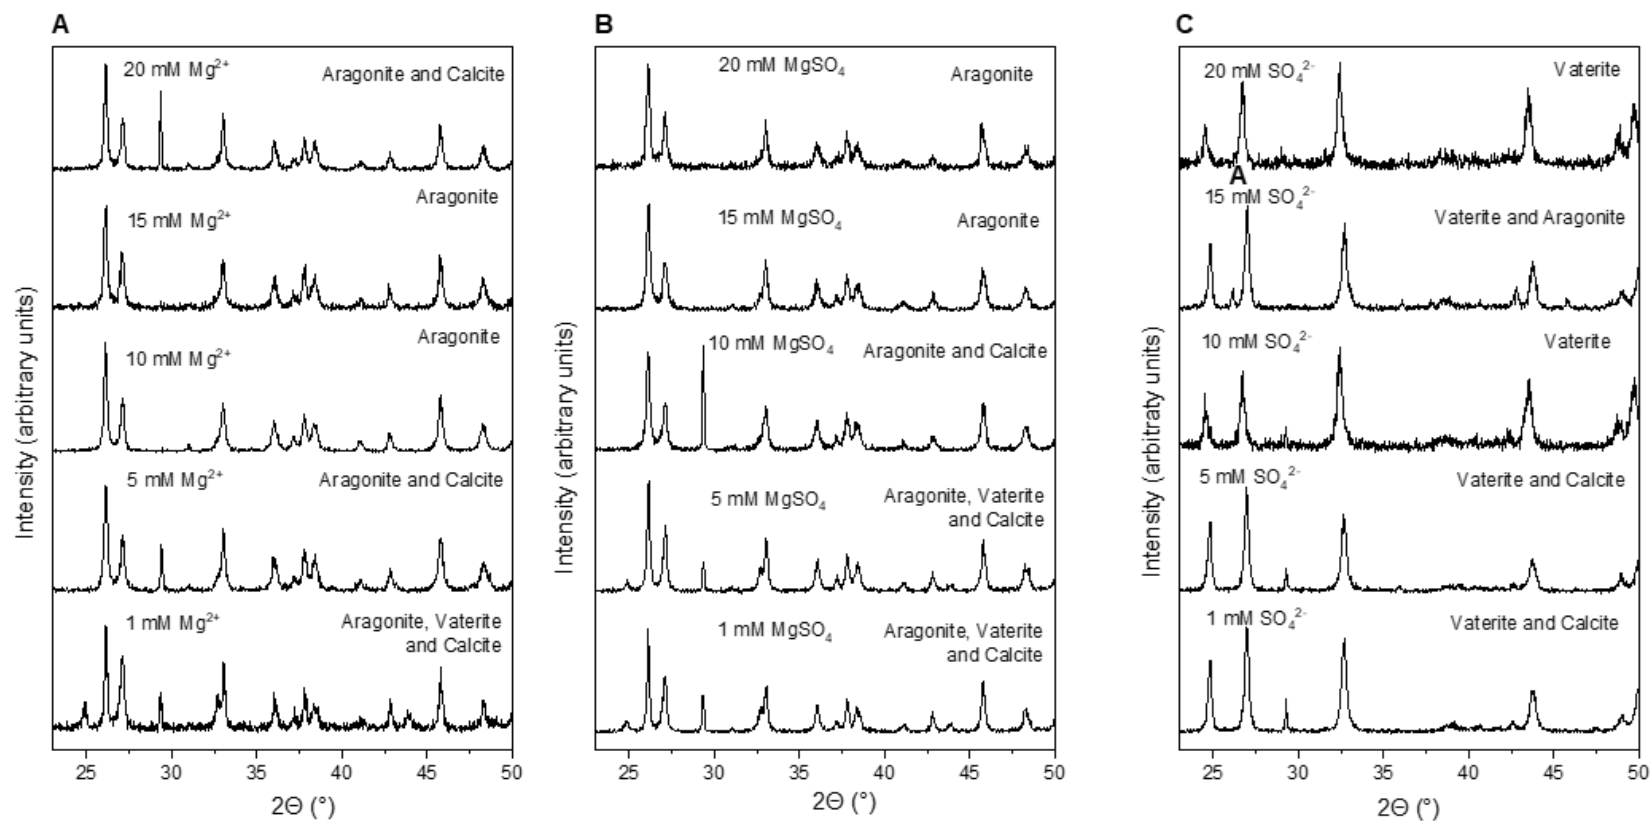 A
20 mM Mg²⁺
Aragonite and Calcite
15 mM Mg²⁺
Aragonite
10 mM Mg²⁺
Aragonite
5 mM Mg²⁺
Aragonite and Calcite
1 mM Mg²⁺
Aragonite, Vaterite
and Calcite
Intensity (arbitrary units)
25 30 35 40 45 50
2Θ (°)
B
20 mM MgSO₄
Aragonite
15 mM MgSO₄
Aragonite
10 mM MgSO₄
Aragonite and Calcite
5 mM MgSO₄
Aragonite, Vaterite
and Calcite
1 mM MgSO₄
Aragonite, Vaterite
and Calcite
Intensity (arbitrary units)
25 30 35 40 45 50
2Θ (°)
C
20 mM SO₄²⁻
Vaterite
A
15 mM SO₄²⁻
Vaterite and Aragonite
10 mM SO₄²⁻
Vaterite
5 mM SO₄²⁻
Vaterite and Calcite
1 mM SO₄²⁻
Vaterite and Calcite
Intensity (arbitraty units)
25 30 35 40 45 50
2Θ (°)